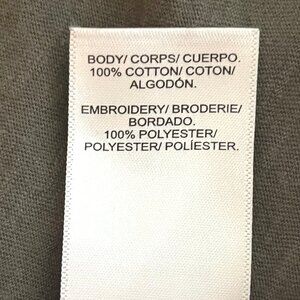 BODY/ CORPS/ CUERPO.
100% COTTON/ COTON/
ALGODÓN.
EMBROIDERY/ BRODERIE/
BORDADO.
100% POLYESTER/
POLYESTER/ POLÍESTER.